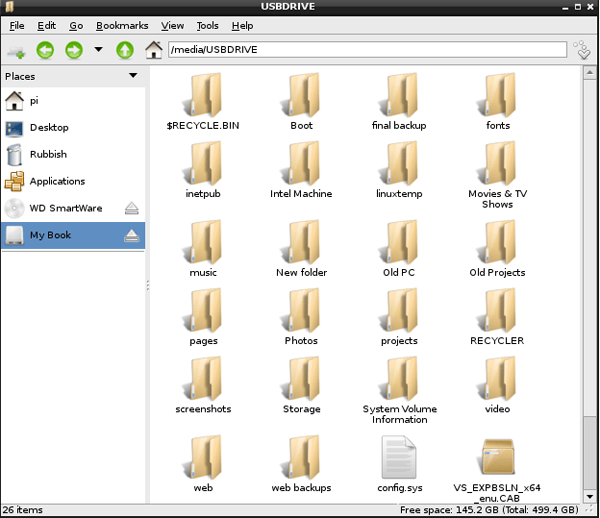 USBDRIVE
File Edit Go Bookmarks View Tools Help
/media/USBDRIVE
Places
pi
Desktop
Rubbish
Applications
WD SmartWare
My Book
$RECYCLE.BIN Boot final backup fonts
inetpub Intel Machine linuxtemp Movies & TV
Shows
music New folder Old PC Old Projects
pages Photos projects RECYCLER
screenshots Storage System Volume video
Information
web web backups config.sys VS_EXPBSLN_x64
_enu.CAB
26 items Free space: 145.2 GB (Total: 499.4 GB)